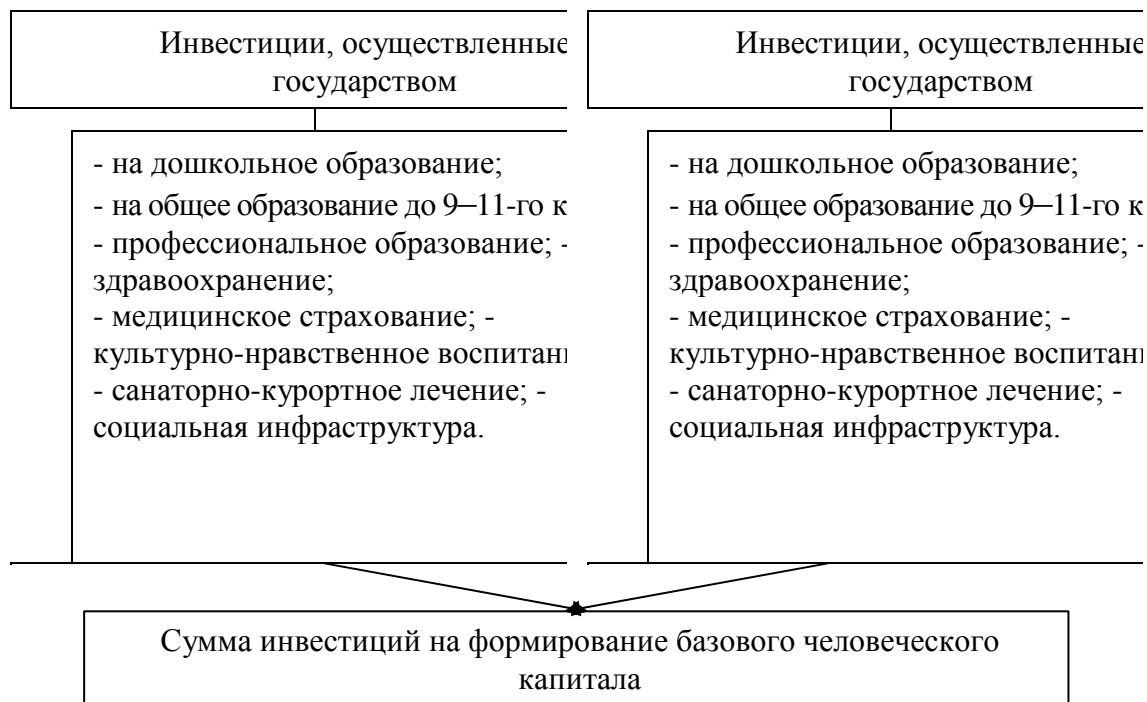 Инвестиции, осуществленные
государством
- на дошкольное образование;
- на общее образование до 9–11-го к
- профессиональное образование; -
здравоохранение;
- медицинское страхование; -
культурно-нравственное воспитан
- санаторно-курортное лечение; -
социальная инфраструктура.
Инвестиции, осуществленные
государством
- на дошкольное образование;
- на общее образование до 9–11-го к
- профессиональное образование; -
здравоохранение;
- медицинское страхование; -
культурно-нравственное воспитан
- санаторно-курортное лечение; -
социальная инфраструктура.
Сумма инвестиций на формирование базового человеческого
капитала